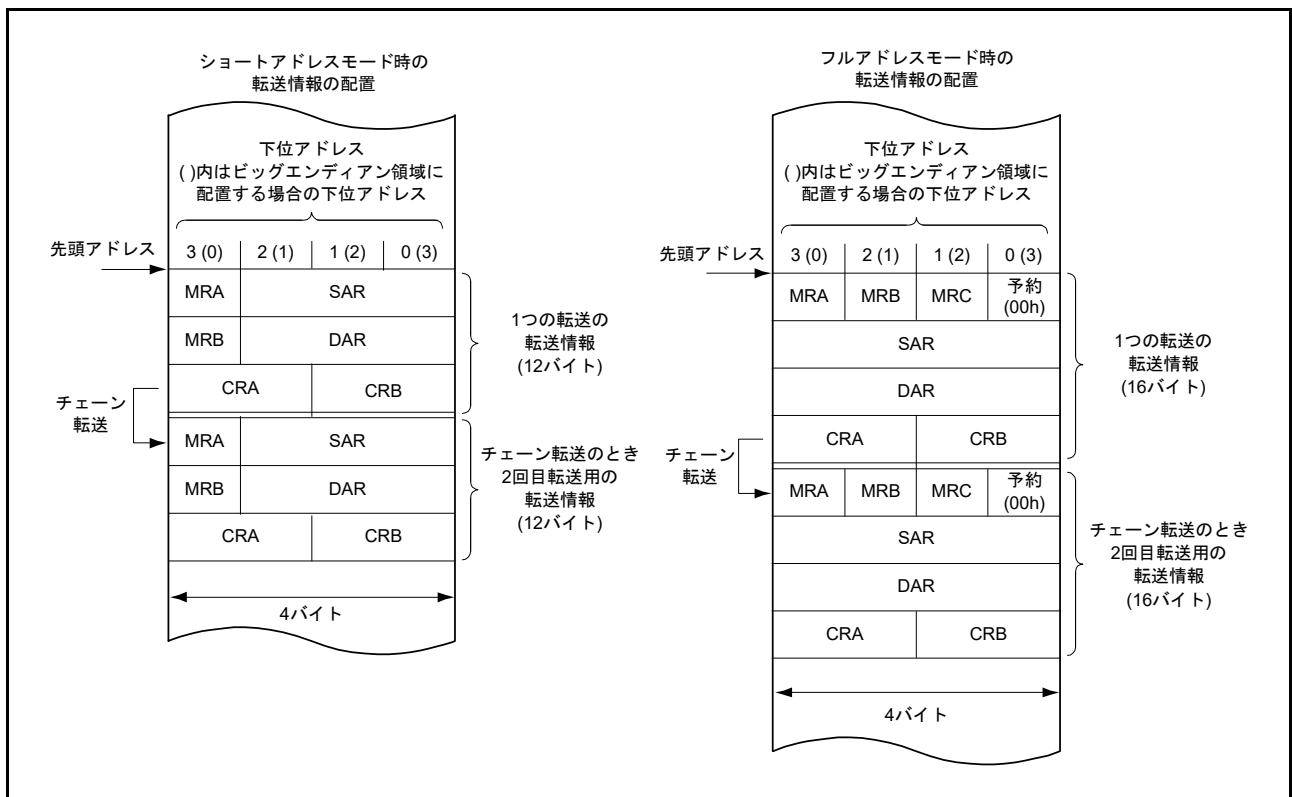 ショートアドレスモード時の
転送情報の配置
下位アドレス
( )内はビッグエンディアン領域に
配置する場合の下位アドレス
先頭アドレス
3 (0) 2 (1) 1 (2) 0 (3)
MRA SAR
MRB DAR
CRA CRB
1つの転送の
転送情報
(12バイト)
チェーン
転送
MRA SAR
MRB DAR
CRA CRB
チェーン転送のとき
2回目転送用の
転送情報
(12バイト)
4バイト
フルアドレスモード時の
転送情報の配置
下位アドレス
( )内はビッグエンディアン領域に
配置する場合の下位アドレス
先頭アドレス
3 (0) 2 (1) 1 (2) 0 (3)
MRA MRB MRC 予約
(00h)
SAR
DAR
CRA CRB
1つの転送の
転送情報
(16バイト)
チェーン
転送
MRA MRB MRC 予約
(00h)
SAR
DAR
CRA CRB
チェーン転送のとき
2回目転送用の
転送情報
(16バイト)
4バイト